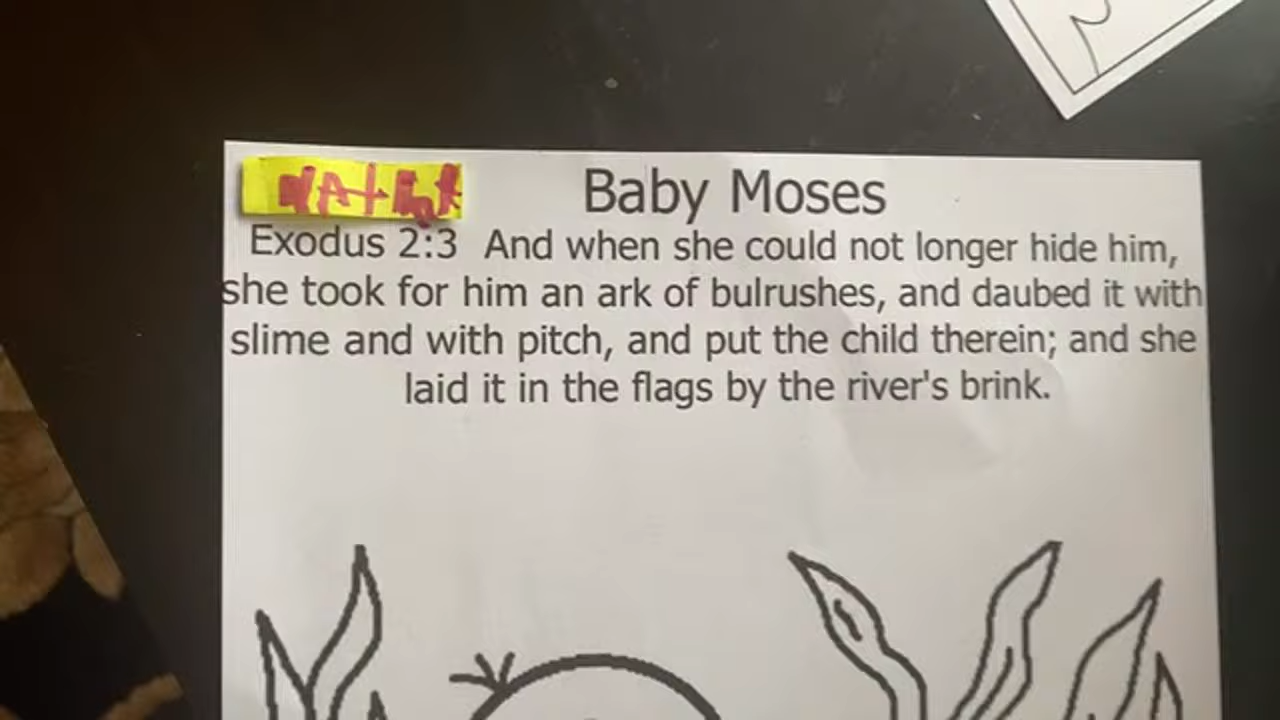 Baby Moses
Exodus 2:3 And when she could not longer hide him,
she took for him an ark of bulrushes, and daubed it with
slime and with pitch, and put the child therein; and she
laid it in the flags by the river's brink.